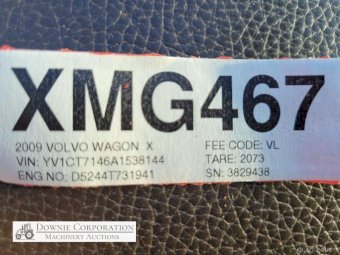 XMG467
2009 VOLVO WAGON X FEE CODE: VL
VIN: YV1CT7146A1538144 TARE: 2073
ENG NO: D5244T731941 SN: 3829438
DOWNIE CORPORATION
MACHINERY AUCTIONS